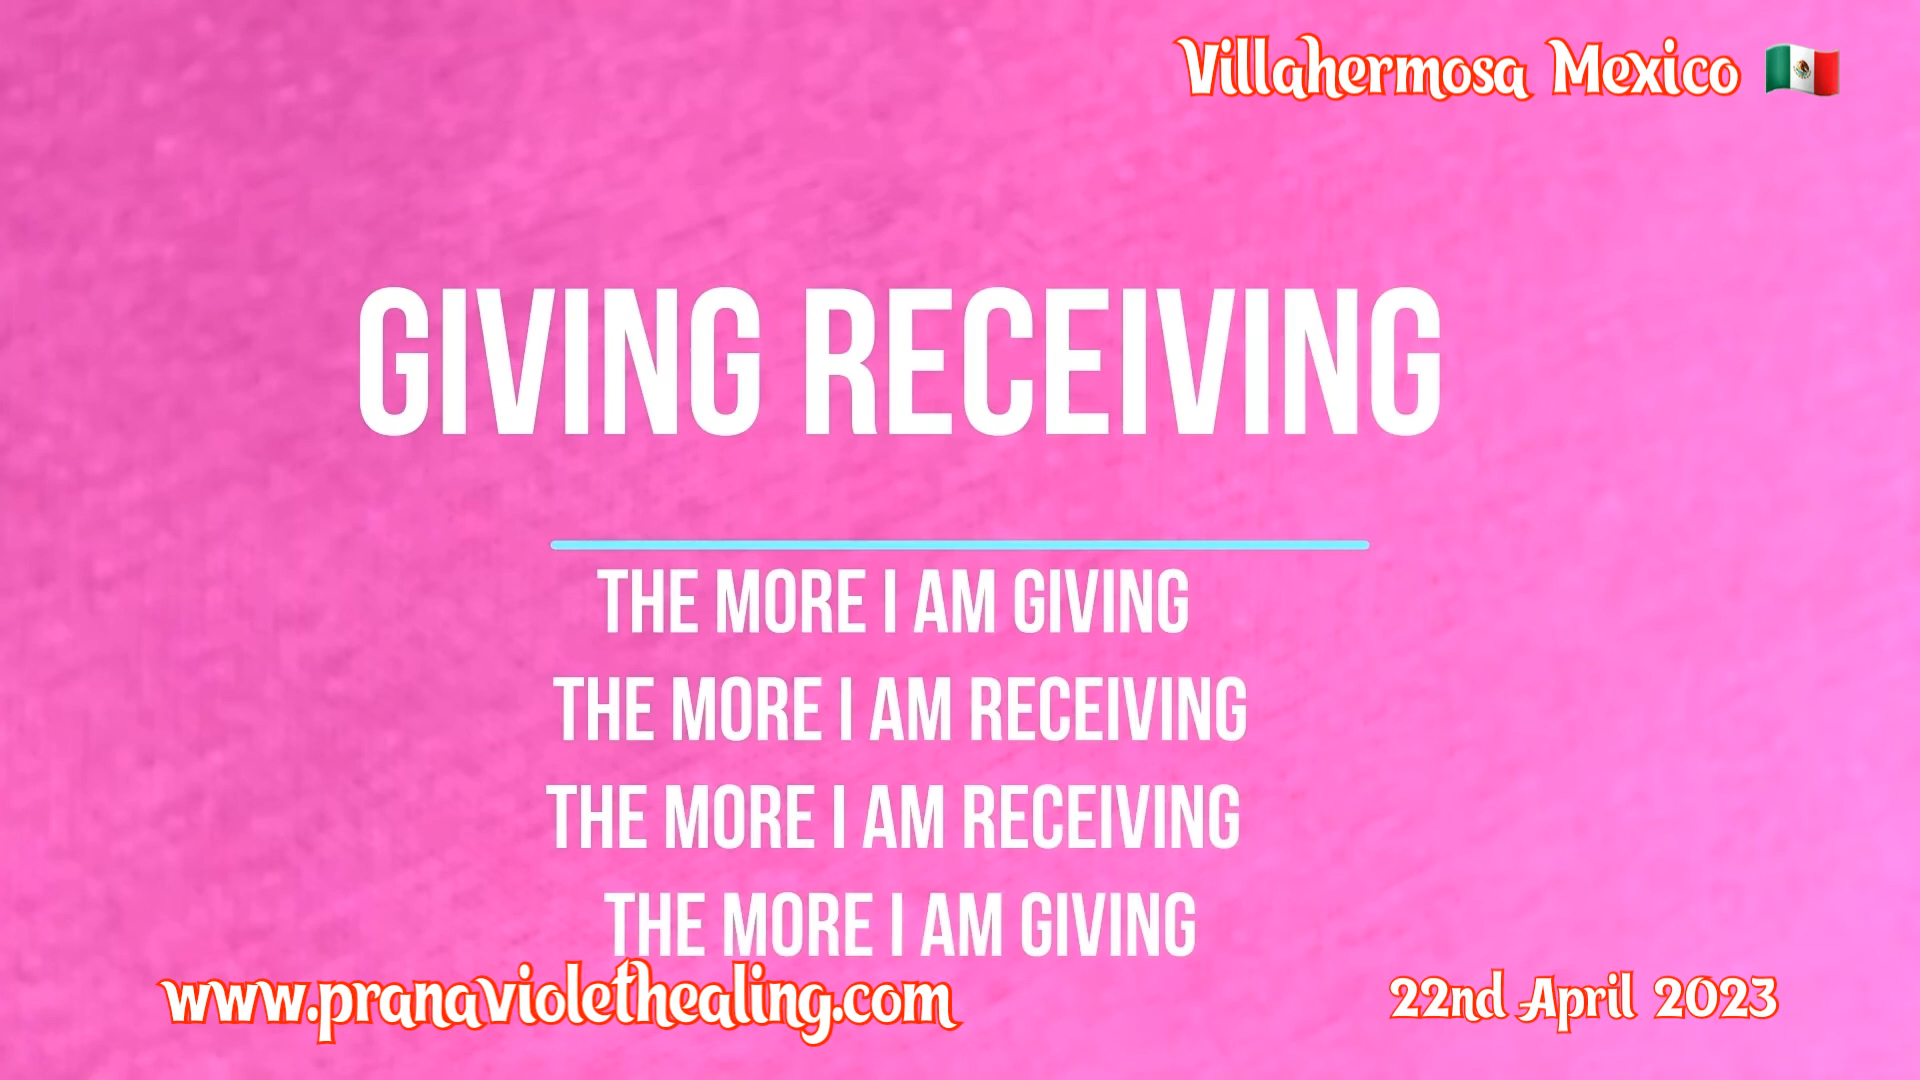 Villahermosa Mexico 🇲🇽
GIVING RECEIVING
THE MORE I AM GIVING
THE MORE I AM RECEIVING
THE MORE I AM RECEIVING
THE MORE I AM GIVING
www.pranaviolethealing.com
22nd April 2023